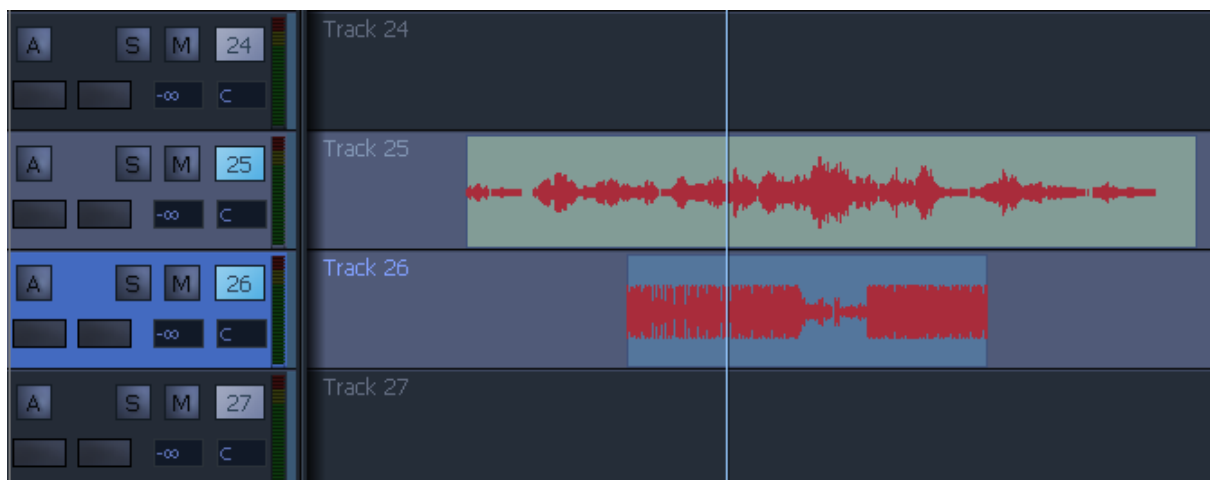 A S M 24 Track 24
-∞ C
A S M 25 Track 25
-∞ C
A S M 26 Track 26
-∞ C
A S M 27 Track 27
-∞ C